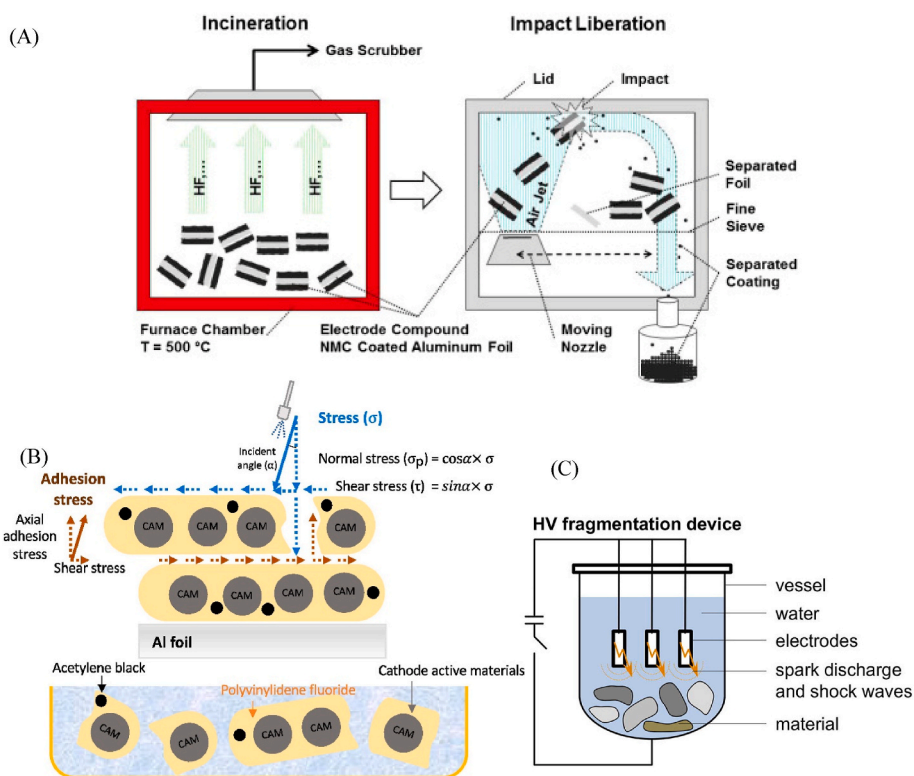 (A)
Incineration
Gas Scrubber
HF,...
HF,...
HF,...
Furnace Chamber
T = 500 °C
Electrode Compound
NMC Coated Aluminum Foil
Impact Liberation
Lid
Impact
Air Jet
Separated
Foil
Fine
Sieve
Separated
Coating
Moving
Nozzle
(B)
Stress (σ)
Incident
angle (α)
Normal stress (σp) = cosα× σ
Shear stress (τ) = sinα× σ
Adhesion
stress
Axial
adhesion
stress
Shear stress
CAM
CAM
CAM
CAM
CAM
CAM
CAM
CAM
Al foil
Acetylene black
Polyvinylidene fluoride
Cathode active materials
CAM
CAM
CAM
CAM
CAM
(C)
HV fragmentation device
vessel
water
electrodes
spark discharge
and shock waves
material